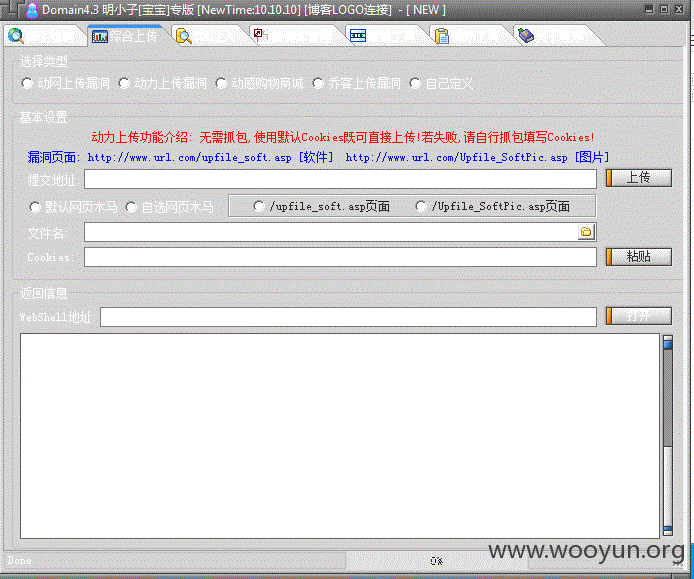 Domain4.3 明小子[宝宝]专版 [NewTime:10.10.10] [博客LOGO连接] - [ NEW ]
综合上传
选择类型
动网上传漏洞 动力上传漏洞 动感购物商城 乔客上传漏洞 自己定义
基本设置
动力上传功能介绍: 无需抓包,使用默认Cookies既可直接上传!若失败,请自行抓包填写Cookies!
漏洞页面: http://www.url.com/upfile_soft.asp [软件] http://www.url.com/Upfile_SoftPic.asp [图片]
提交地址: 上传
默认网页木马 自选网页木马 /upfile_soft.asp页面 /Upfile_SoftPic.asp页面
文件名:
Cookies: 粘贴
返回信息
WebShell地址: 打开
www.wooyun.org
Done 0%